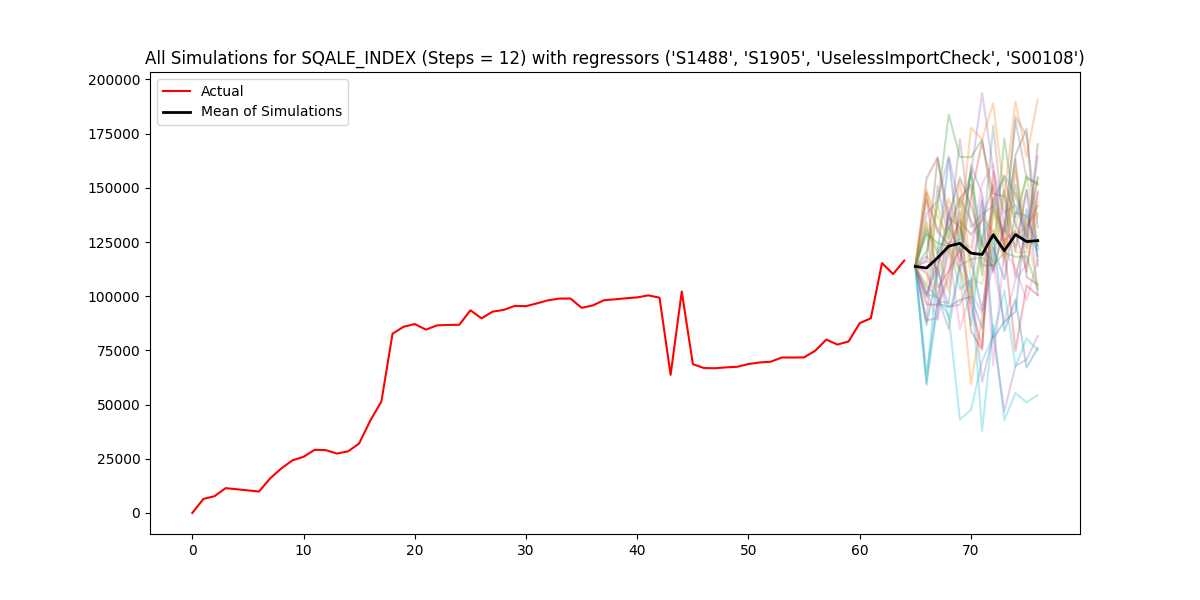 All Simulations for SQALE_INDEX (Steps = 12) with regressors ('S1488', 'S1905', 'UselessImportCheck', 'S00108')
Actual
Mean of Simulations
200000
175000
150000
125000
100000
75000
50000
25000
0
0 10 20 30 40 50 60 70